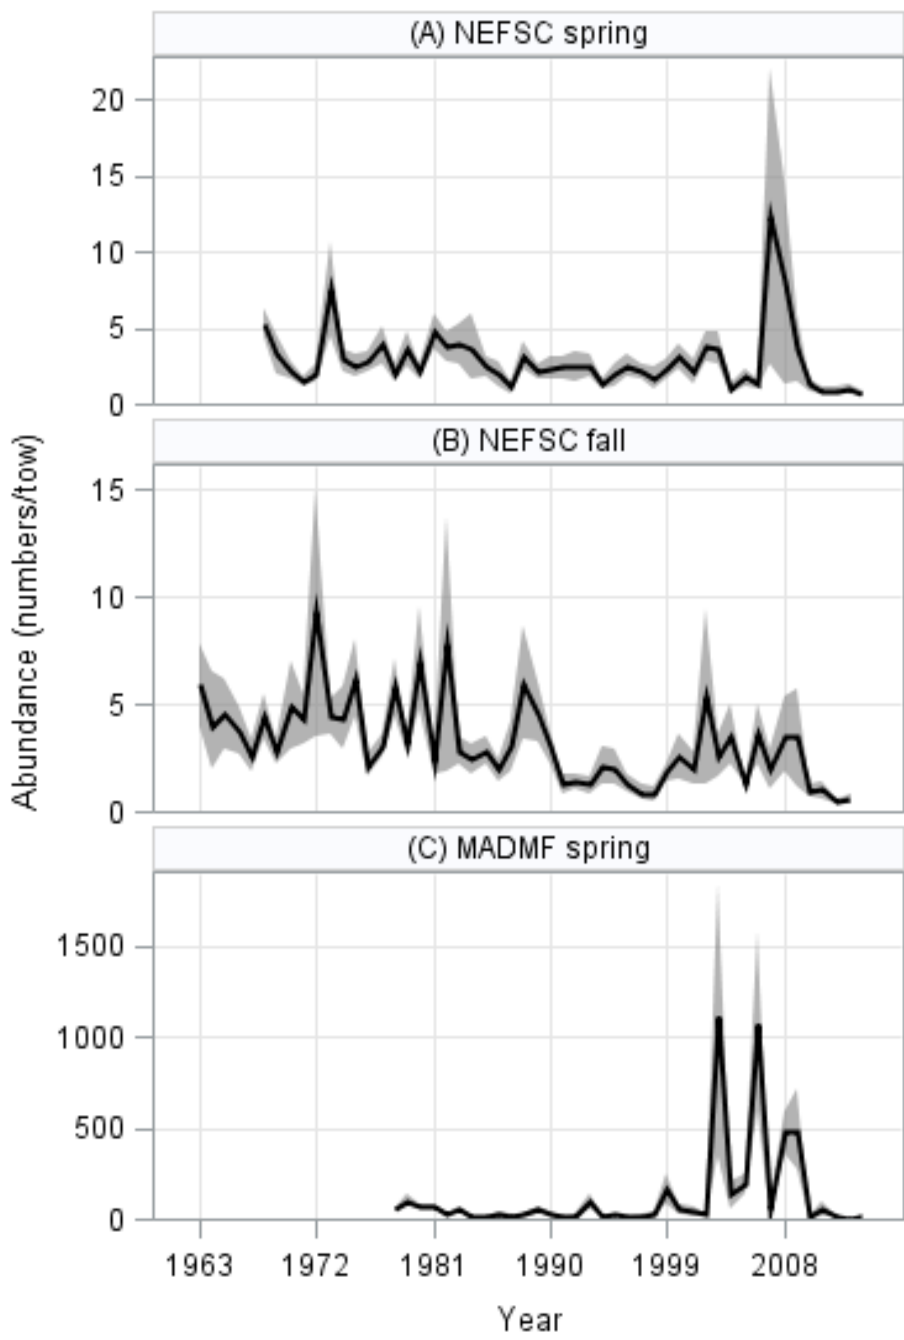 (A) NEFSC spring
20
15
10
5
0
(B) NEFSC fall
15
10
5
0
(C) MADMF spring
1500
1000
500
0
1963 1972 1981 1990 1999 2008
Year
Abundance (numbers/tow)